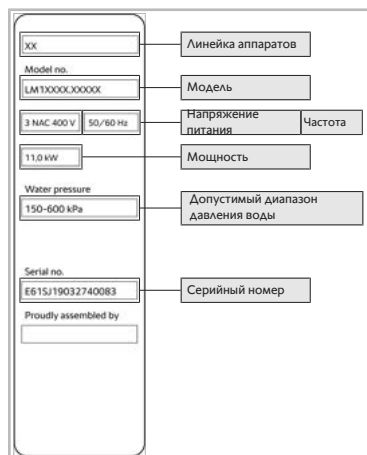 XX
Линейка аппаратов
Model no.
LM1XXXX.XXXXX
Модель
3 NAC 400 V
50/60 Hz
Напряжение
питания
Частота
11,0 kW
Мощность
Water pressure
150-600 kPa
Допустимый диапазон
давления воды
Serial no.
E61SJ19032740083
Серийный номер
Proudly assembled by